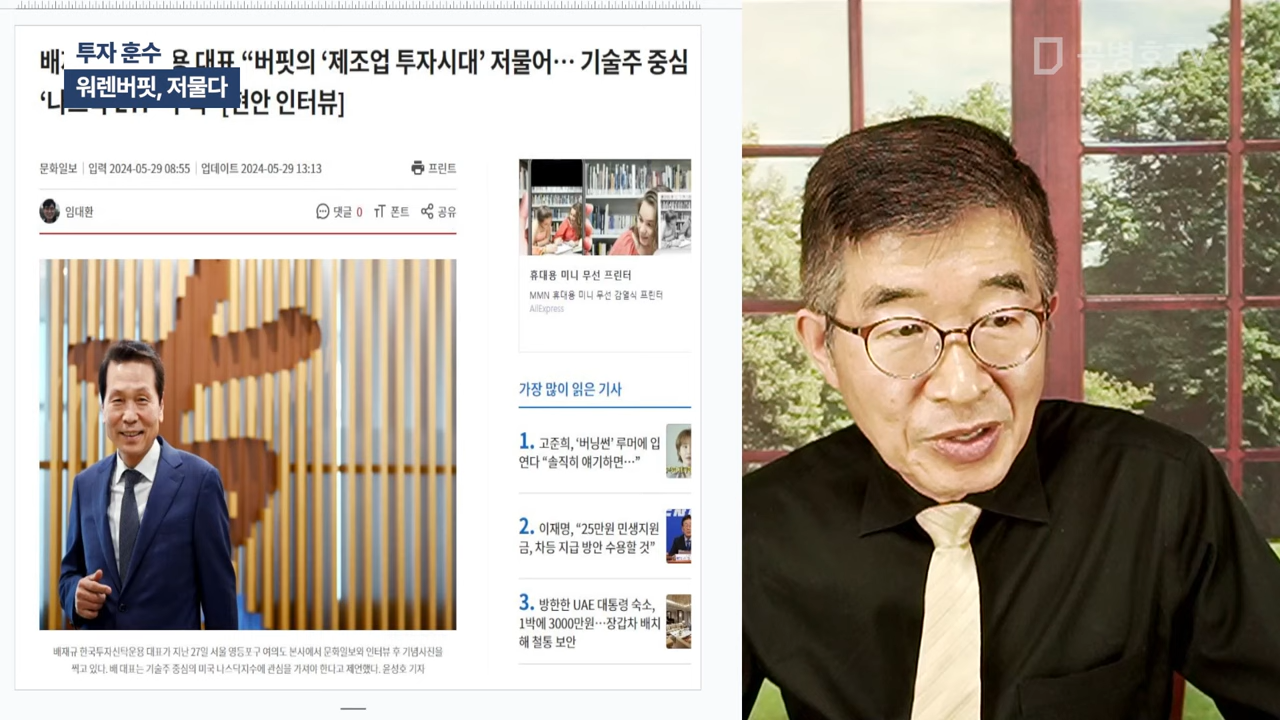 투자 훈수
워렌버핏, 저물다
용 대표 “버핏의 ‘제조업 투자시대’ 저물어… 기술주 중심
[현안 인터뷰]
문화일보 | 입력 2024-05-29 08:55 | 업데이트 2024-05-29 13:13
프린트
임대환
댓글 0
폰트
공유
휴대용 미니 무선 프린터
MMN 휴대용 미니 무선 감열식 프린터
AliExpress
가장 많이 읽은 기사
1. 고준희, ‘버닝썬’ 루머에 입
연다 “솔직히 얘기하면…”
2. 이재명, “25만원 민생지원
금, 차등 지급 방안 수용할 것”
3. 방한한 UAE 대통령 숙소,
1박에 3000만원…장갑차 배치
해 철통 보안
배재규 한국투자신탁운용 대표가 지난 27일 서울 영등포구 여의도 본사에서 문화일보와 인터뷰 후 기념사진을
찍고 있다. 배 대표는 기술주 중심의 미국 나스닥지수에 관심을 가져야 한다고 제언했다. 윤성호 기자